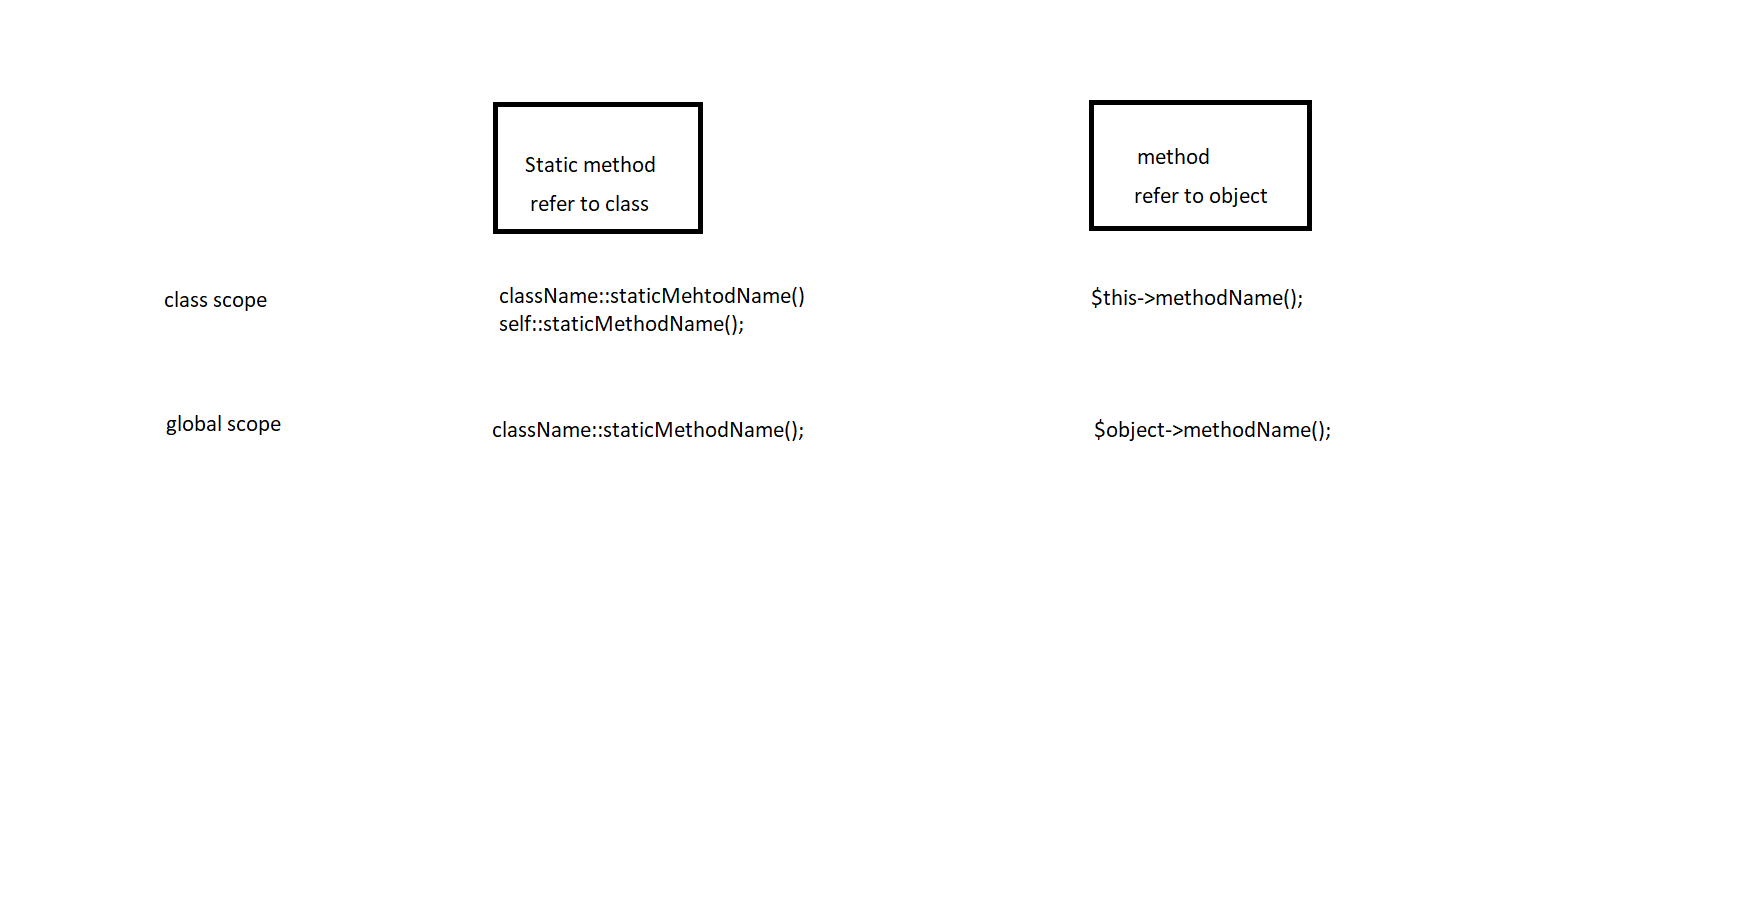 Static method
refer to class
method
refer to object
class scope
className::staticMehtodName()
self::staticMethodName();
$this->methodName();
global scope
className::staticMethodName();
$object->methodName();